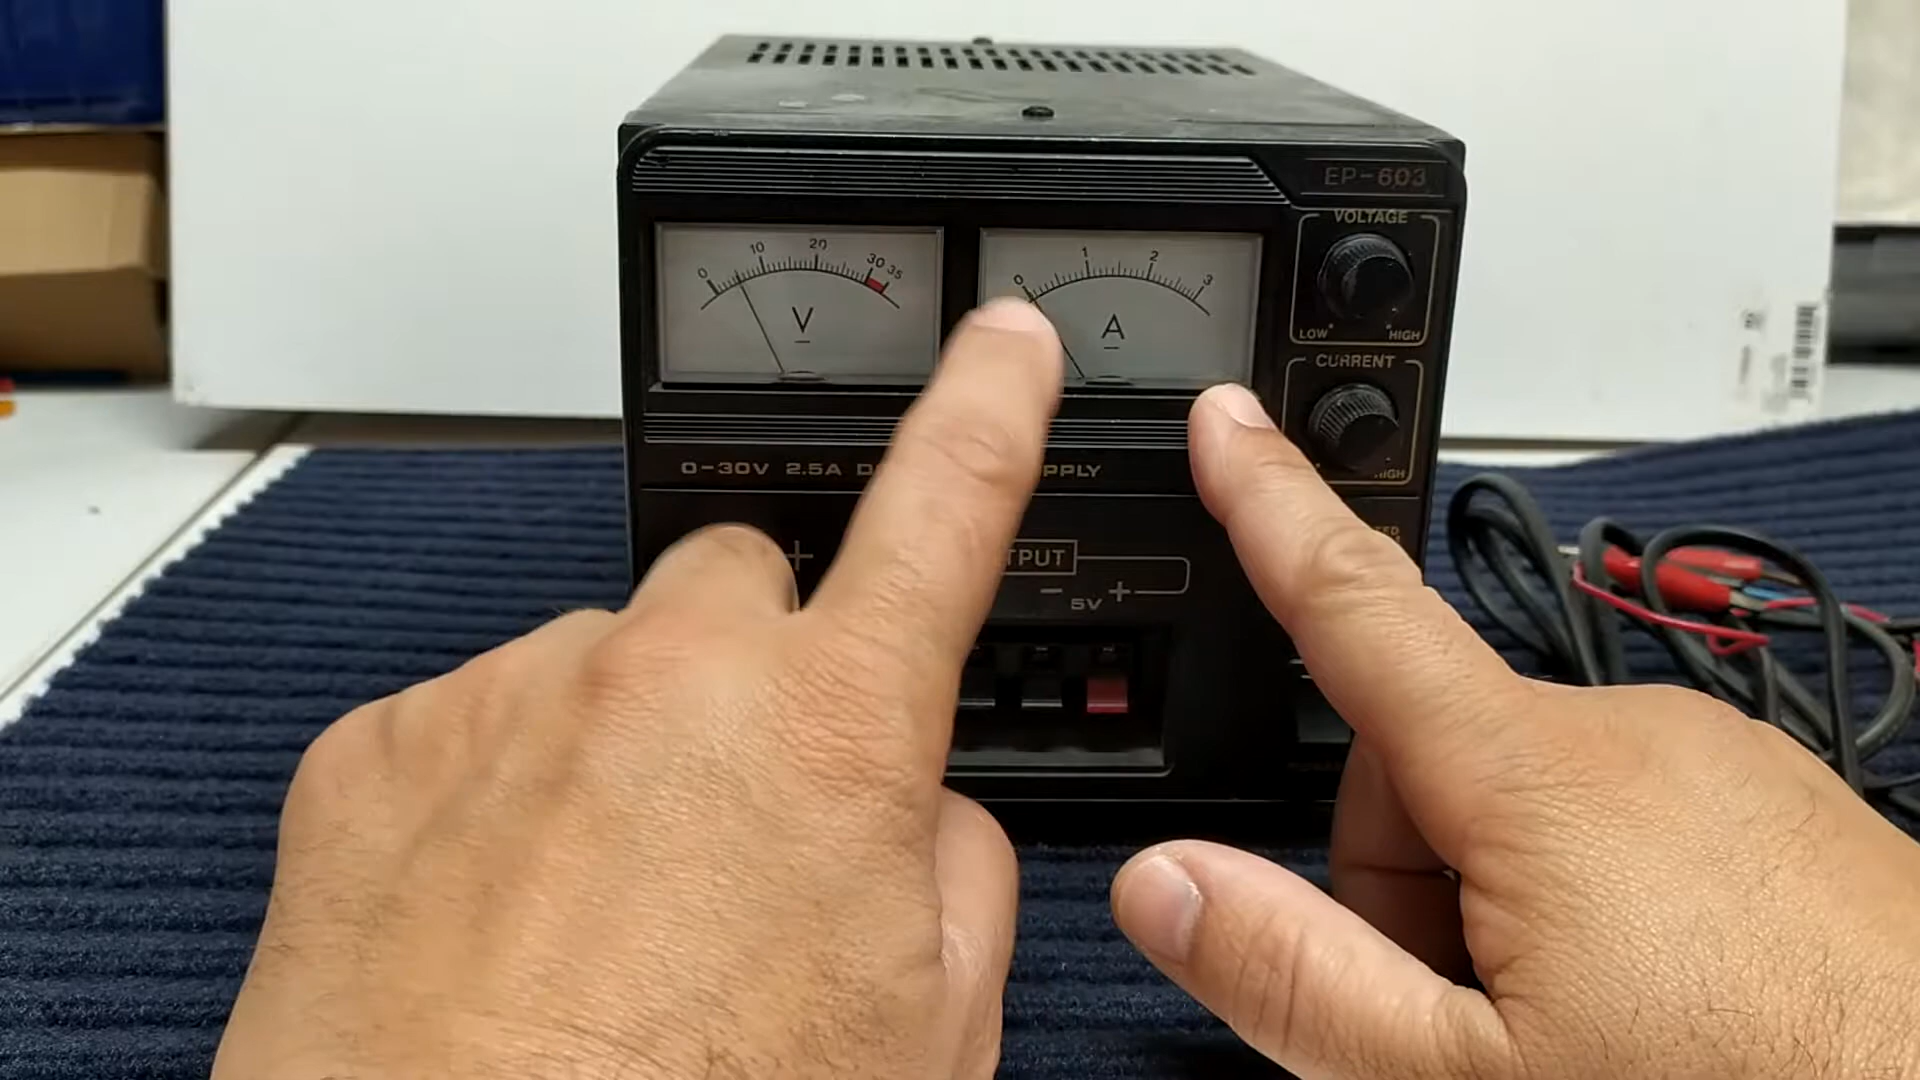 EP-603
VOLTAGE
0 10 20 30 35
V
0 1 2 3
A
LOW HIGH
CURRENT
HIGH
0-30V 2.5A
PPLY
+
TPUT
- 5V +